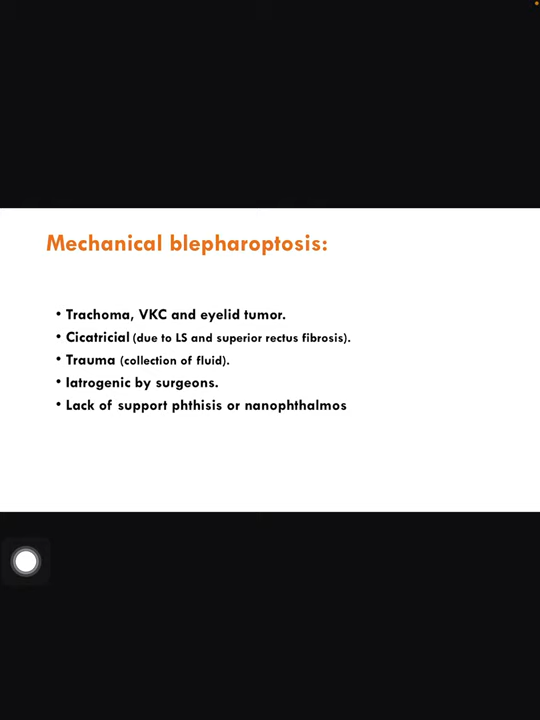 Mechanical blepharoptosis:
• Trachoma, VKC and eyelid tumor.
• Cicatricial (due to LS and superior rectus fibrosis).
• Trauma (collection of fluid).
• Iatrogenic by surgeons.
• Lack of support phthisis or nanophthalmos